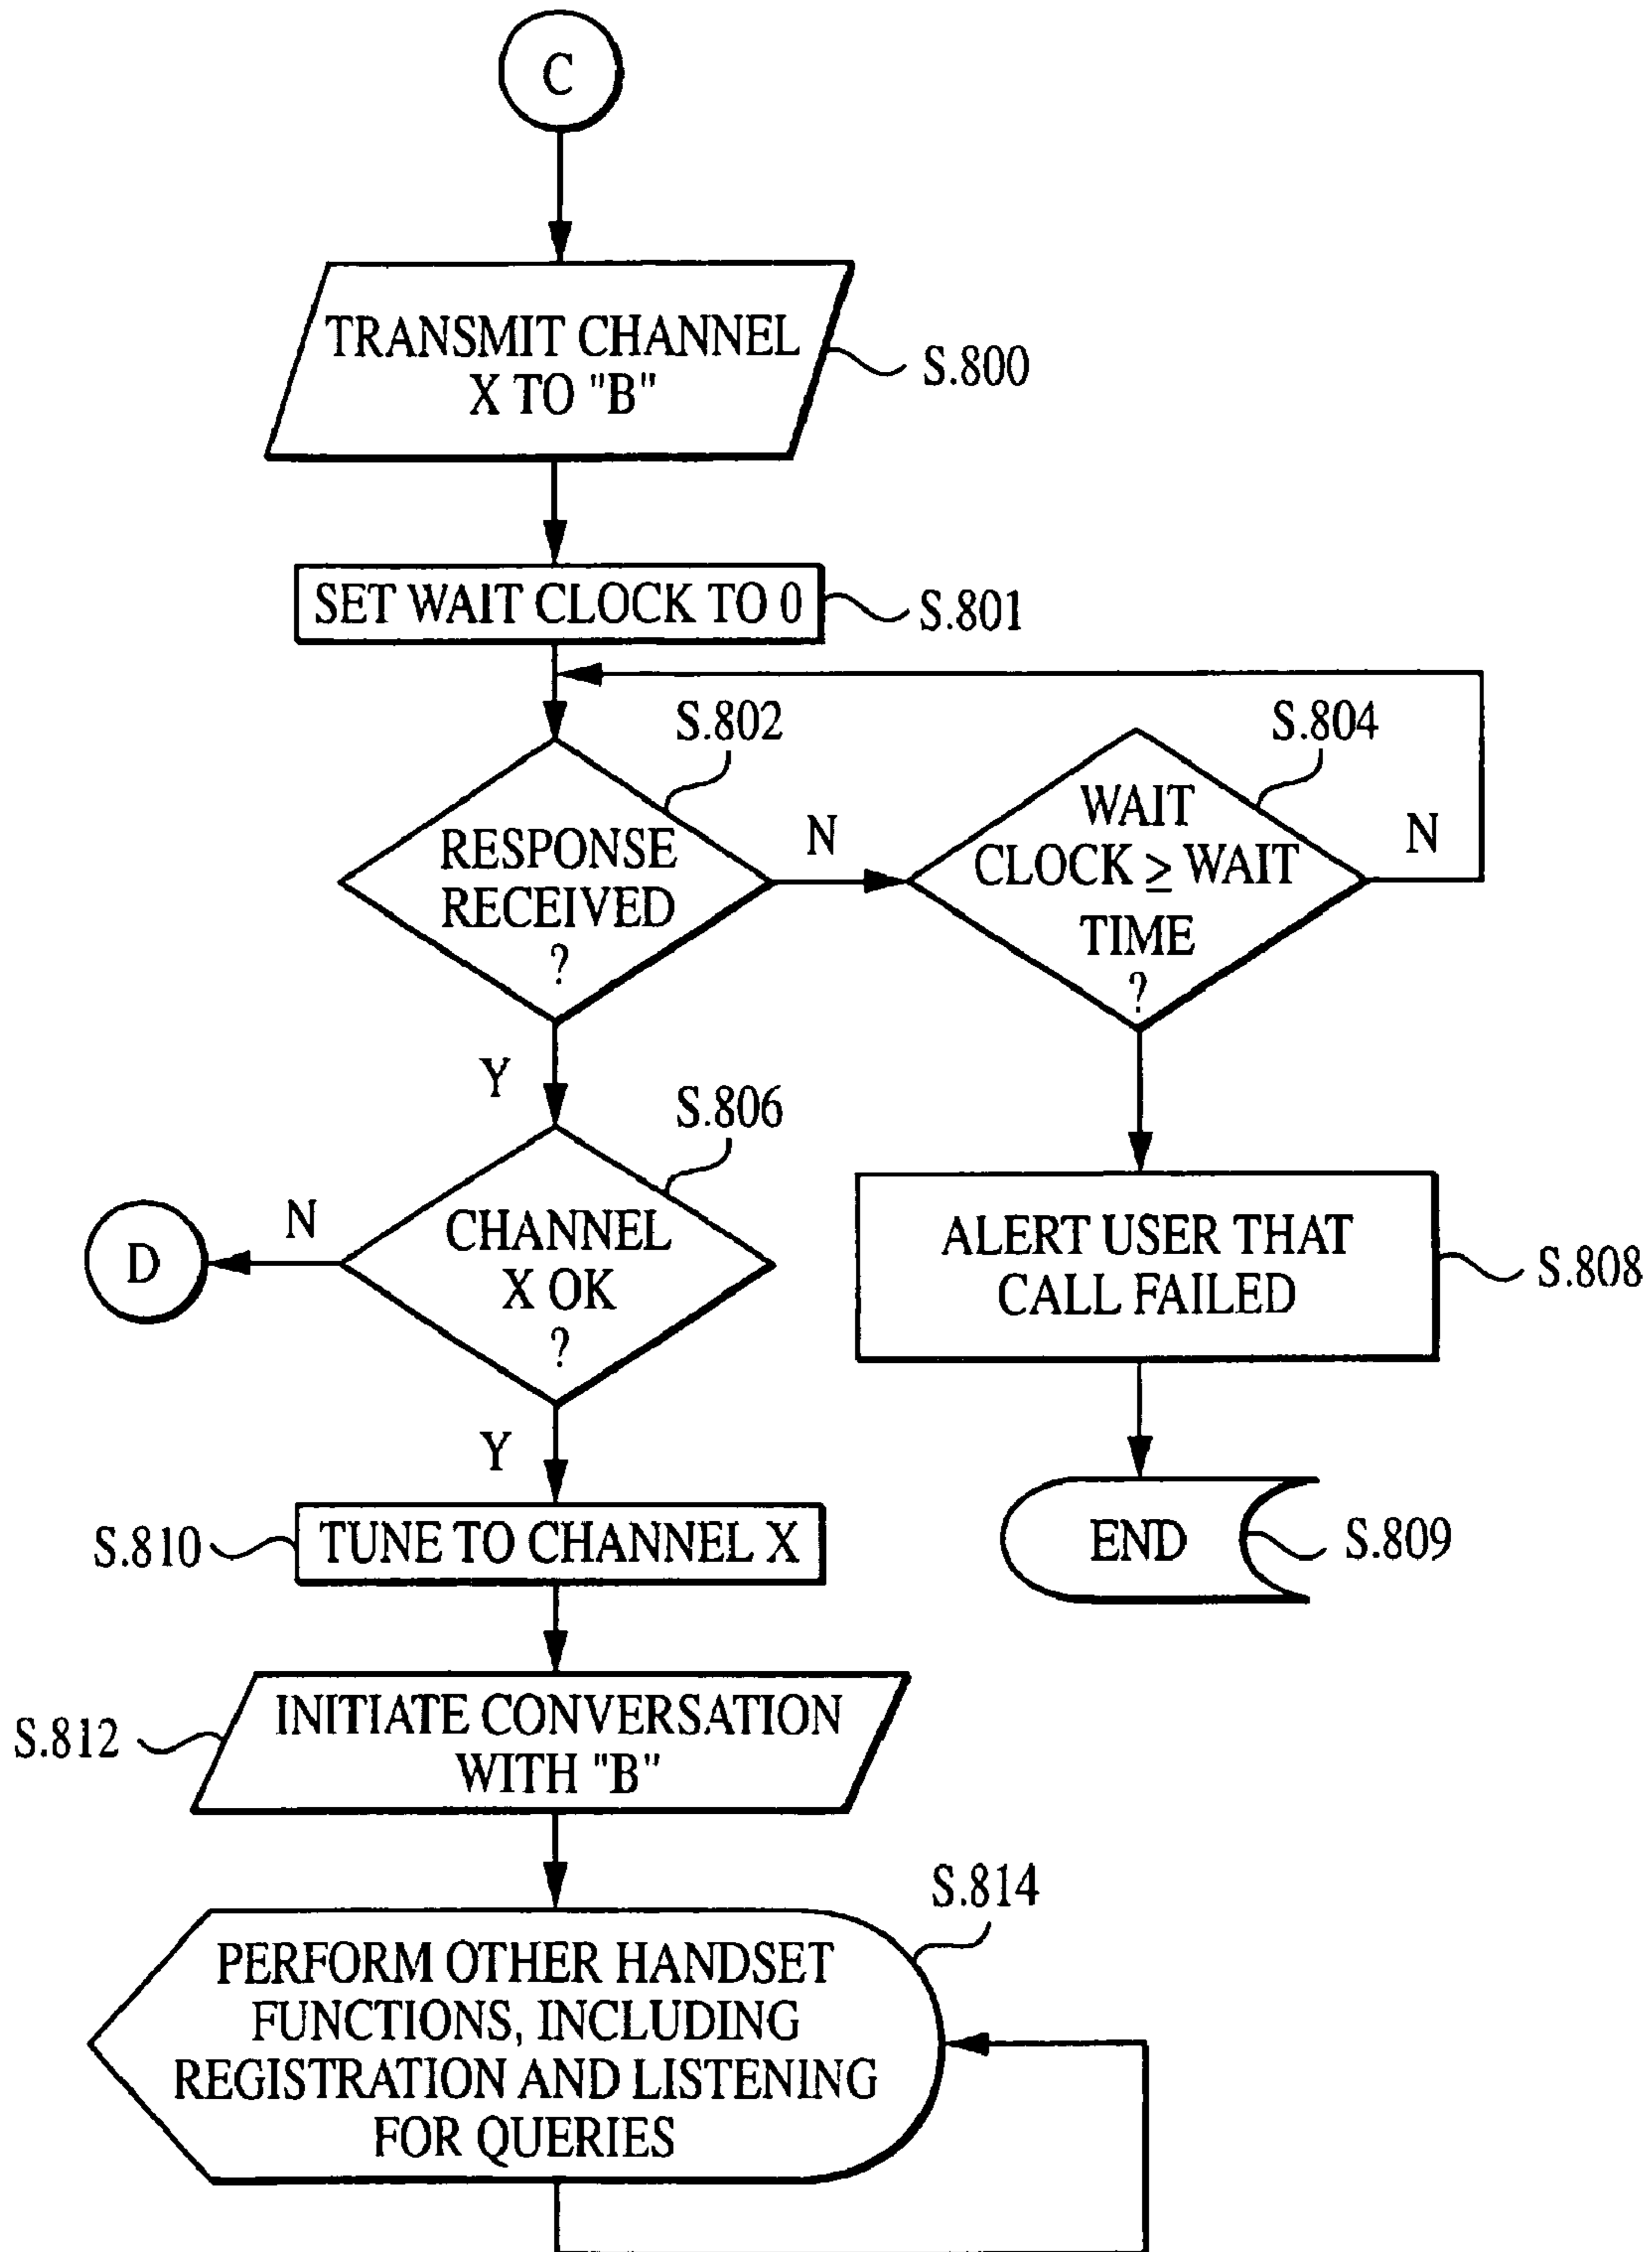 C
TRANSMIT CHANNEL
X TO "B"
S.800
SET WAIT CLOCK TO 0
S.801
S.802
RESPONSE
RECEIVED
?
N
S.804
WAIT
CLOCK ≥ WAIT
TIME
?
N
Y
S.806
CHANNEL
X OK
?
N
D
ALERT USER THAT
CALL FAILED
S.808
Y
END
S.809
S.810
TUNE TO CHANNEL X
S.812
INITIATE CONVERSATION
WITH "B"
S.814
PERFORM OTHER HANDSET
FUNCTIONS, INCLUDING
REGISTRATION AND LISTENING
FOR QUERIES